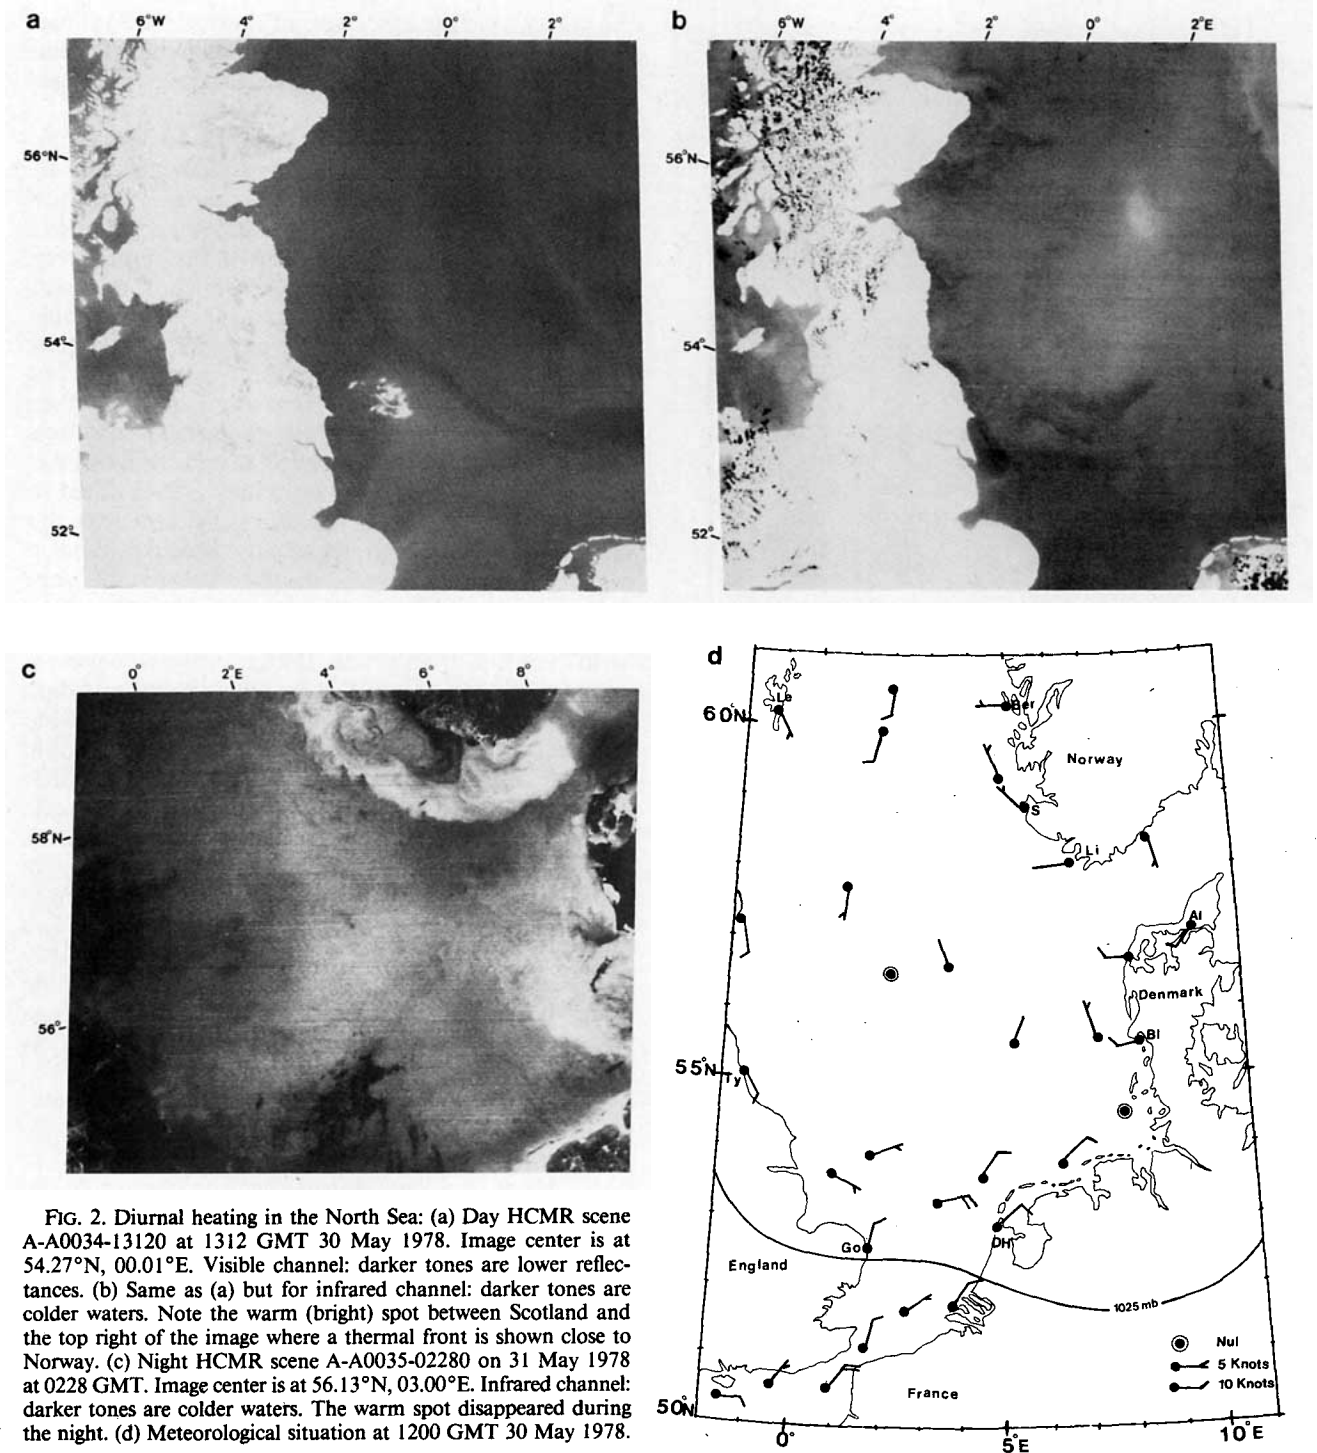 a
6°W 4° 2° 0° 2°
56°N
54°
52°
b
6°W 4° 2° 0° 2°E
56°N
54°
52°
c
0° 2°E 4° 6° 8°
58°N
56°
d
Le
60°N
Ber
Norway
S
Li
Al
Denmark
Bl
55°N
Ty
DH
Go
England
1025 mb
Nul
5 Knots
10 Knots
France
50N
0° 5°E 10°E
FIG. 2. Diurnal heating in the North Sea: (a) Day HCMR scene
A-A0034-13120 at 1312 GMT 30 May 1978. Image center is at
54.27°N, 00.01°E. Visible channel: darker tones are lower reflec-
tances. (b) Same as (a) but for infrared channel: darker tones are
colder waters. Note the warm (bright) spot between Scotland and
the top right of the image where a thermal front is shown close to
Norway. (c) Night HCMR scene A-A0035-02280 on 31 May 1978
at 0228 GMT. Image center is at 56.13°N, 03.00°E. Infrared channel:
darker tones are colder waters. The warm spot disappeared during
the night. (d) Meteorological situation at 1200 GMT 30 May 1978.